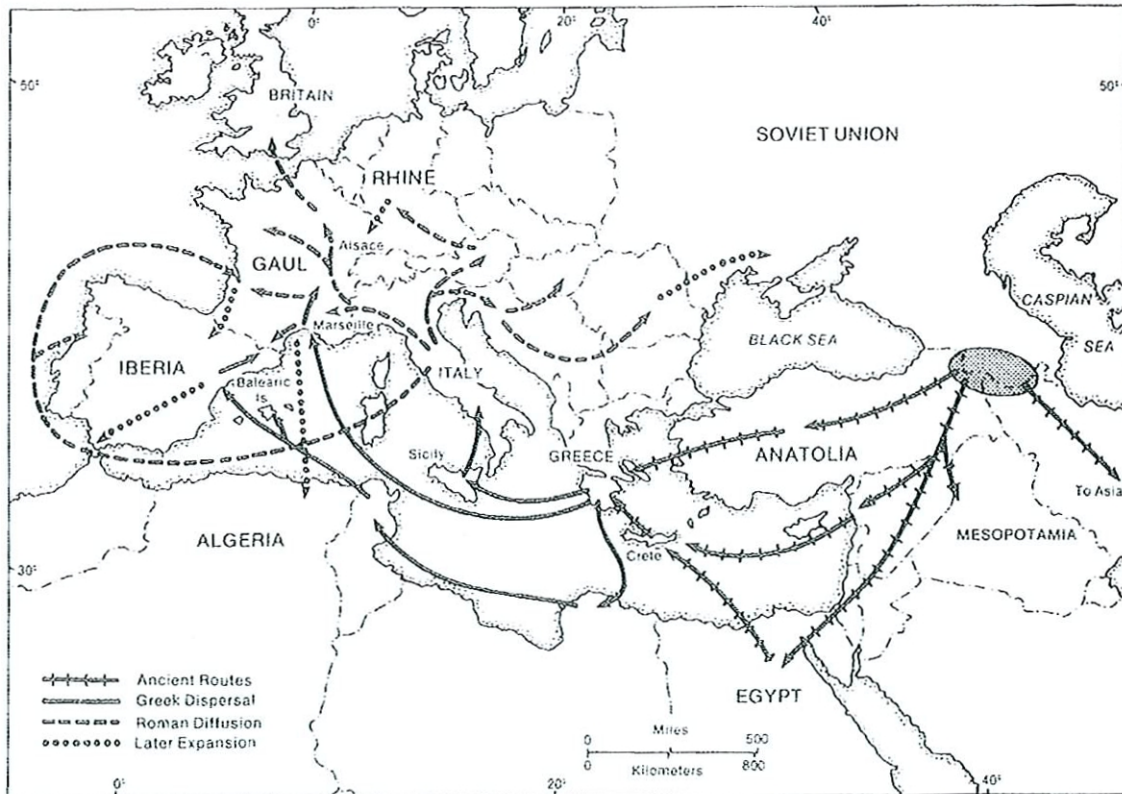 0°
20°
40°
50°
50°
BRITAIN
SOVIET UNION
RHINE
Alsace
GAUL
CASPIAN
SEA
Marseille
BLACK SEA
IBERIA
ITALY
Balearic
Is
Sicily
GREECE
ANATOLIA
To Asia
ALGERIA
MESOPOTAMIA
Crete
30°
Ancient Routes
EGYPT
Greek Dispersal
Roman Diffusion
Miles
0 500
Later Expansion
0 800
Kilometers
0°
20°
40°